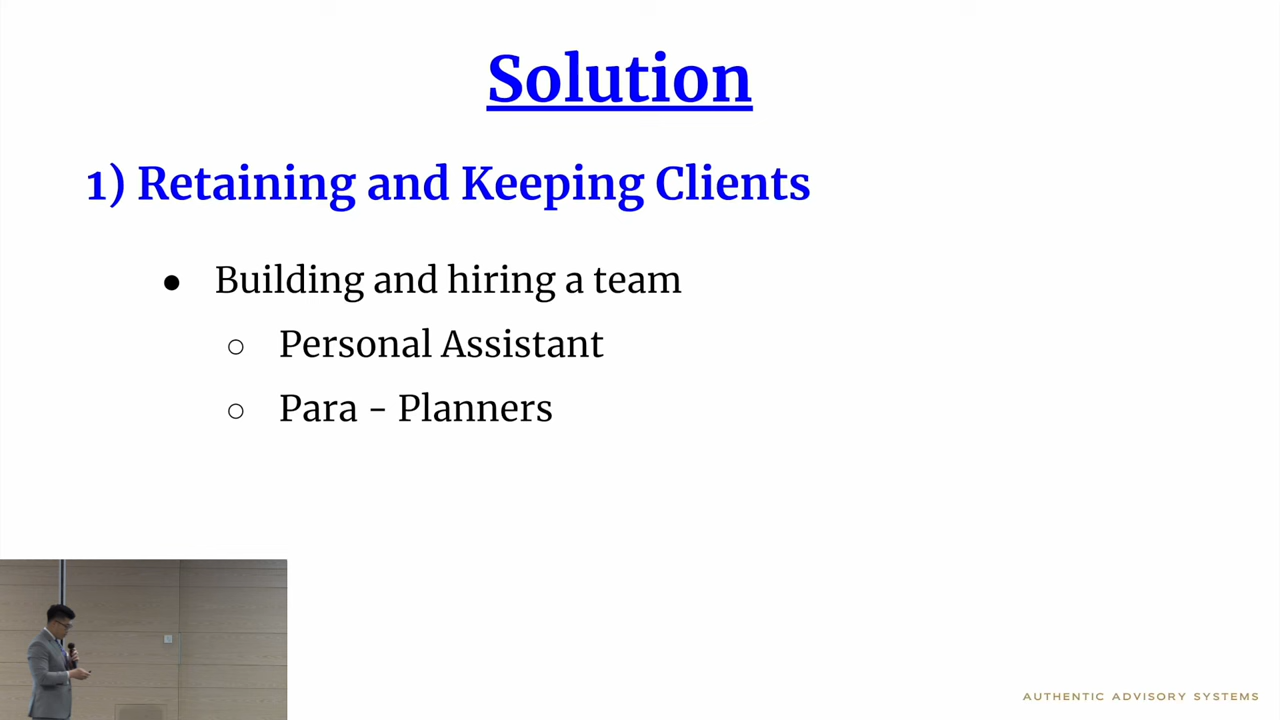 Solution
1) Retaining and Keeping Clients
● Building and hiring a team
○ Personal Assistant
○ Para - Planners
AUTHENTIC ADVISORY SYSTEMS